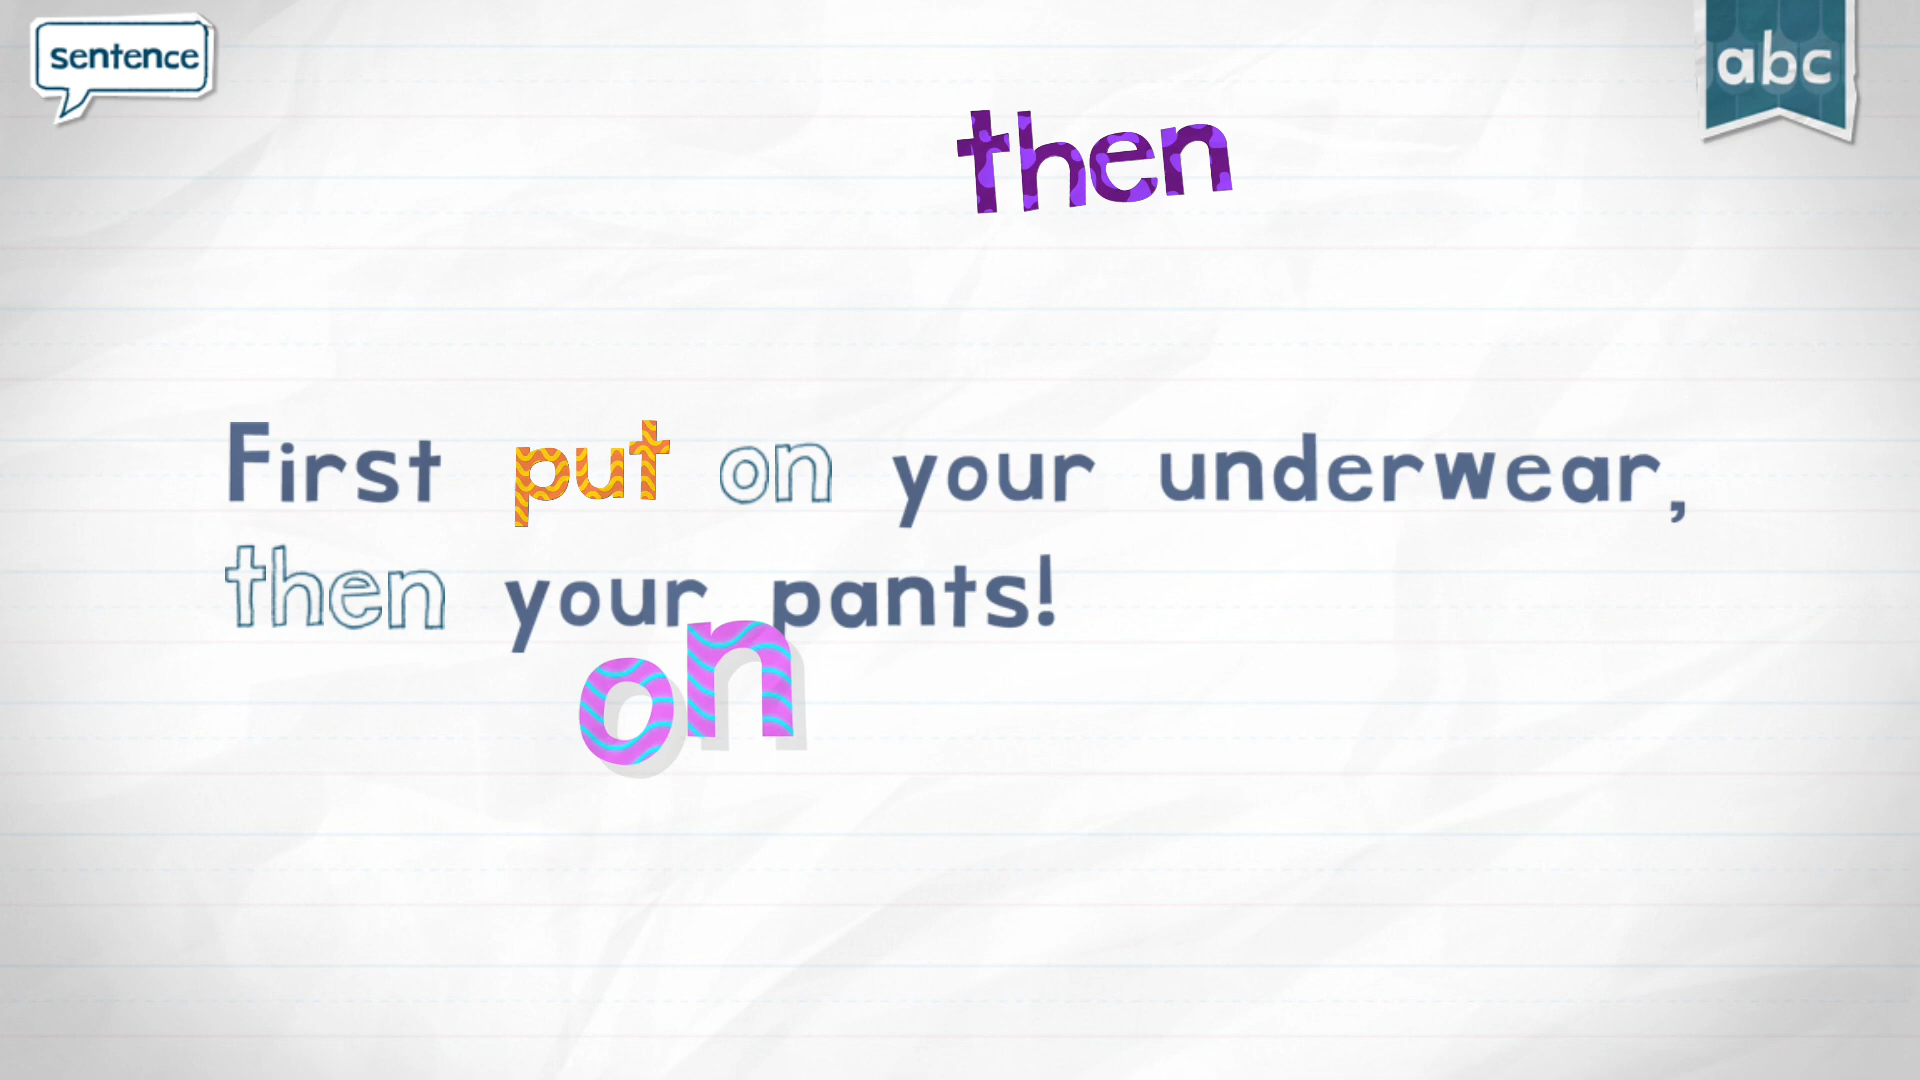 sentence
abc
then
First put on your underwear,
then your pants!
on